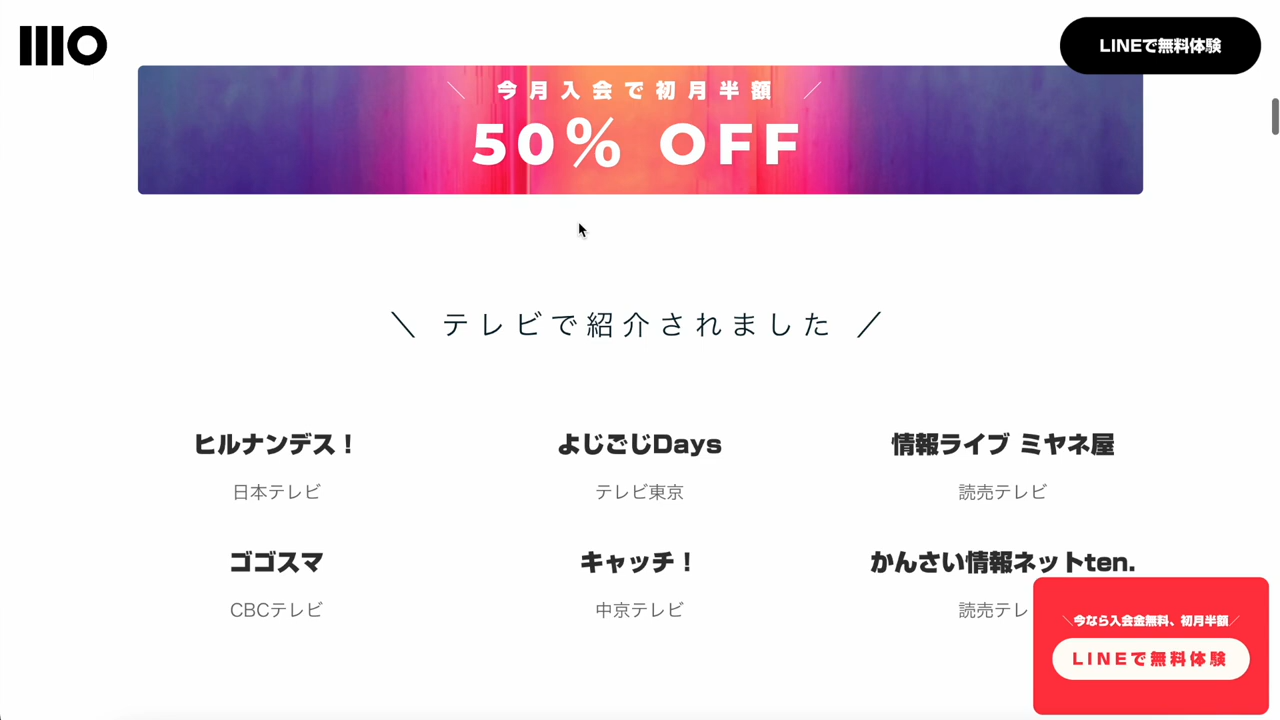 LINEで無料体験
＼ 今月入会で初月半額 ／
50% OFF
＼ テレビで紹介されました ／
ヒルナンデス！
よじごじDays
情報ライブ ミヤネ屋
日本テレビ
テレビ東京
読売テレビ
ゴゴスマ
キャッチ！
かんさい情報ネットten.
CBCテレビ
中京テレビ
読売テレ
＼今なら入会金無料、初月半額／
LINEで無料体験